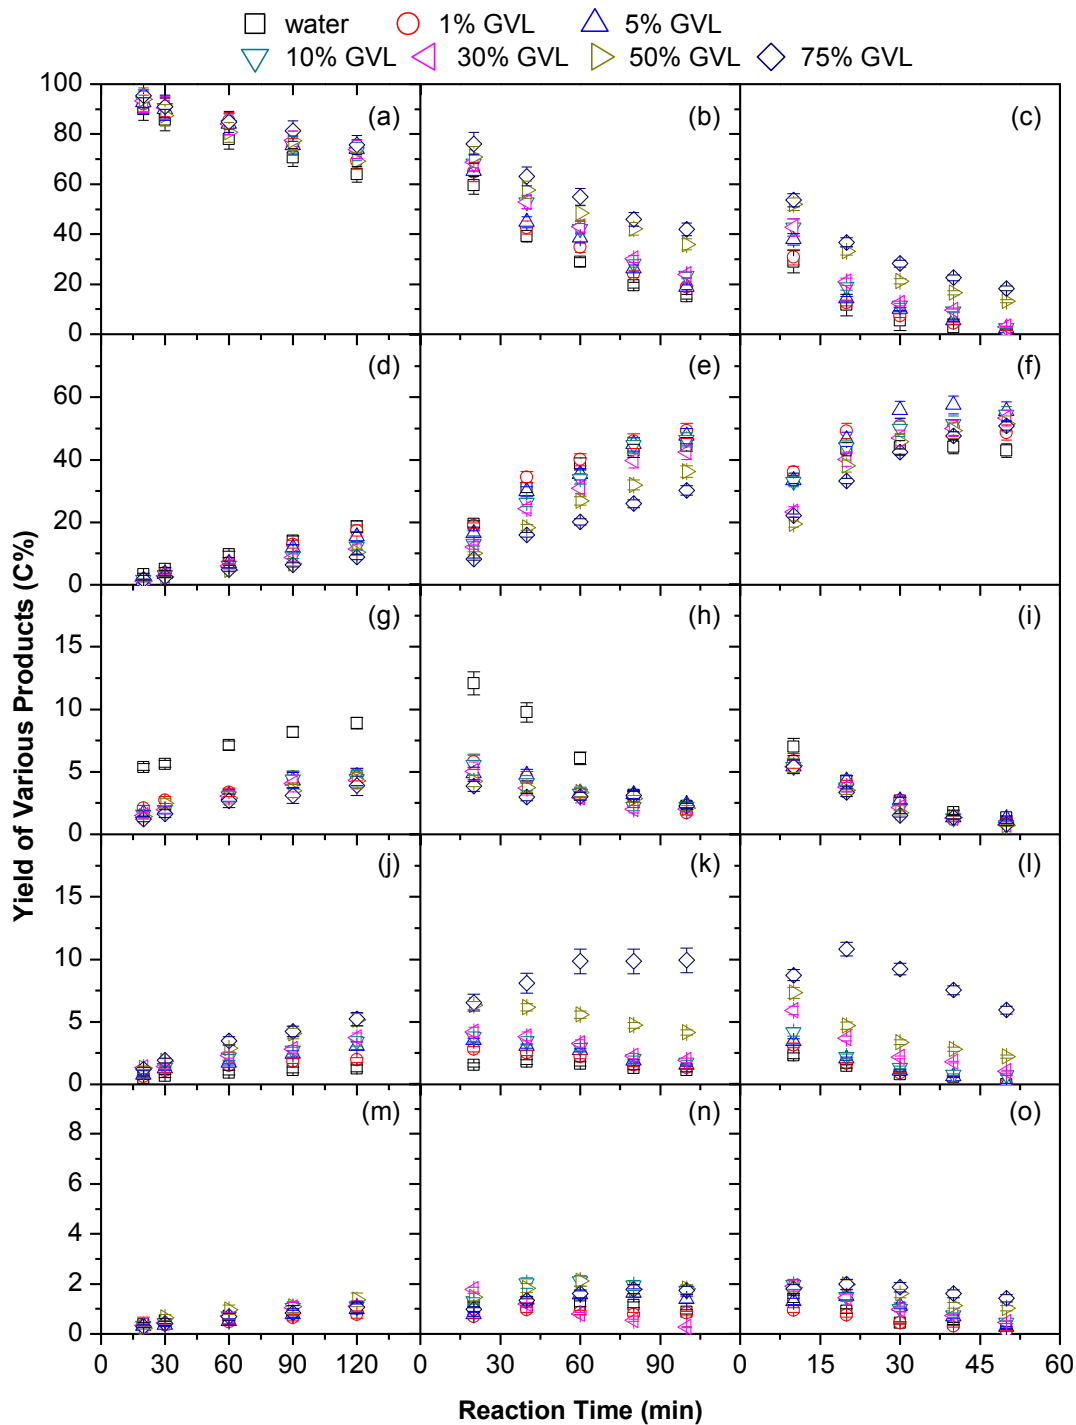 water 1% GVL 5% GVL
10% GVL 30% GVL 50% GVL 75% GVL
Yield of Various Products (C%)
100 (a) (b) (c)
80
60
40
20
0
(d) (e) (f)
60
40
20
0
(g) (h) (i)
15
10
5
0
(j) (k) (l)
15
10
5
0
(m) (n) (o)
8
6
4
2
0
0 30 60 90 120 0 30 60 90 0 15 30 45 60
Reaction Time (min)